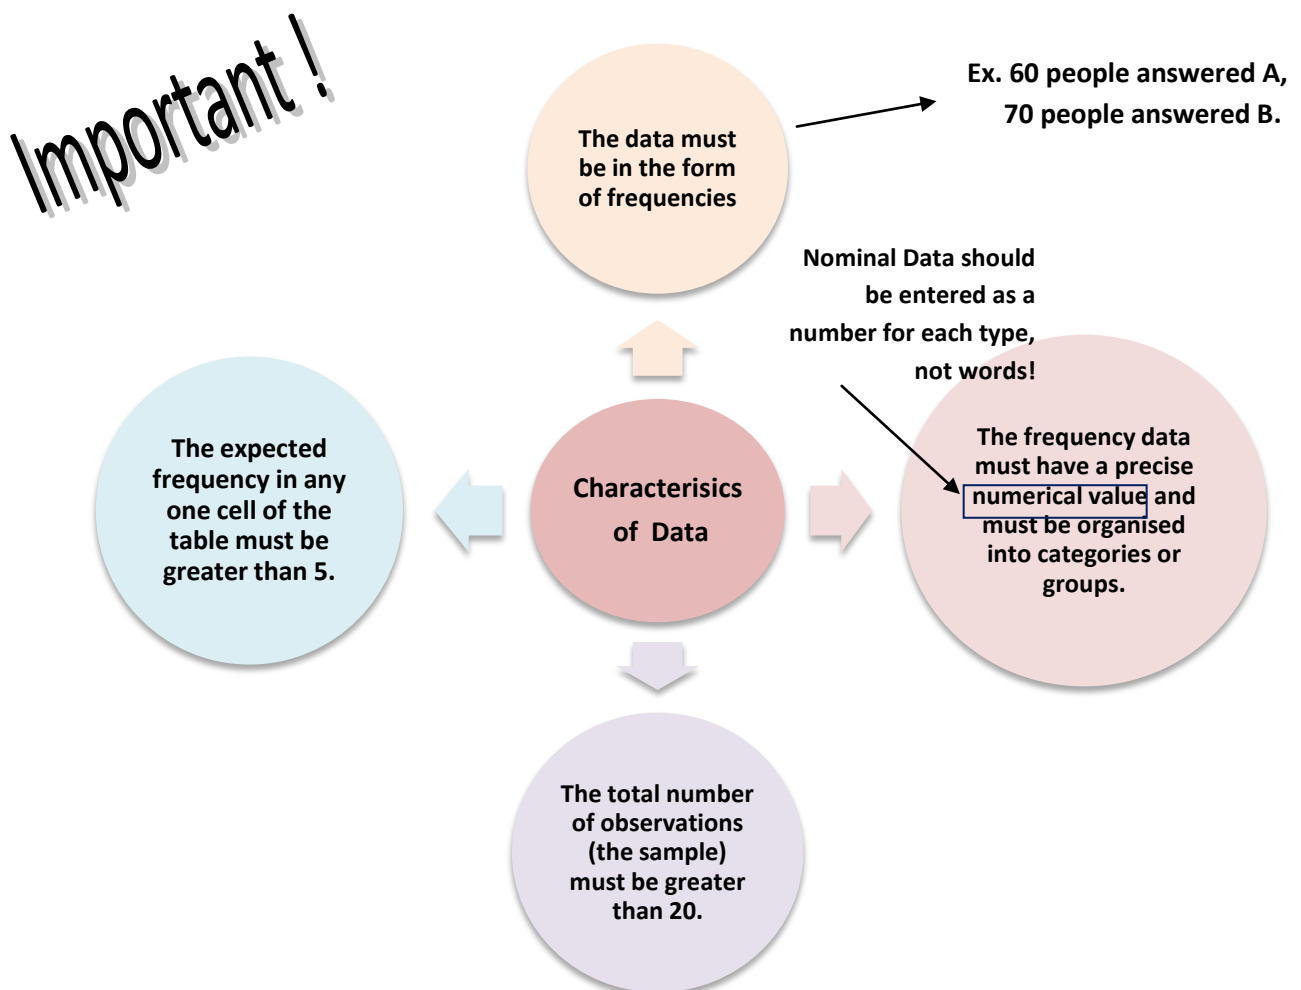 Important !
Ex. 60 people answered A,
70 people answered B.
The data must
be in the form
of frequencies
Nominal Data should
be entered as a
number for each type,
not words!
The expected
frequency in any
one cell of the
table must be
greater than 5.
Characterisics
of Data
The frequency data
must have a precise
numerical value and
must be organised
into categories or
groups.
The total number
of observations
(the sample)
must be greater
than 20.